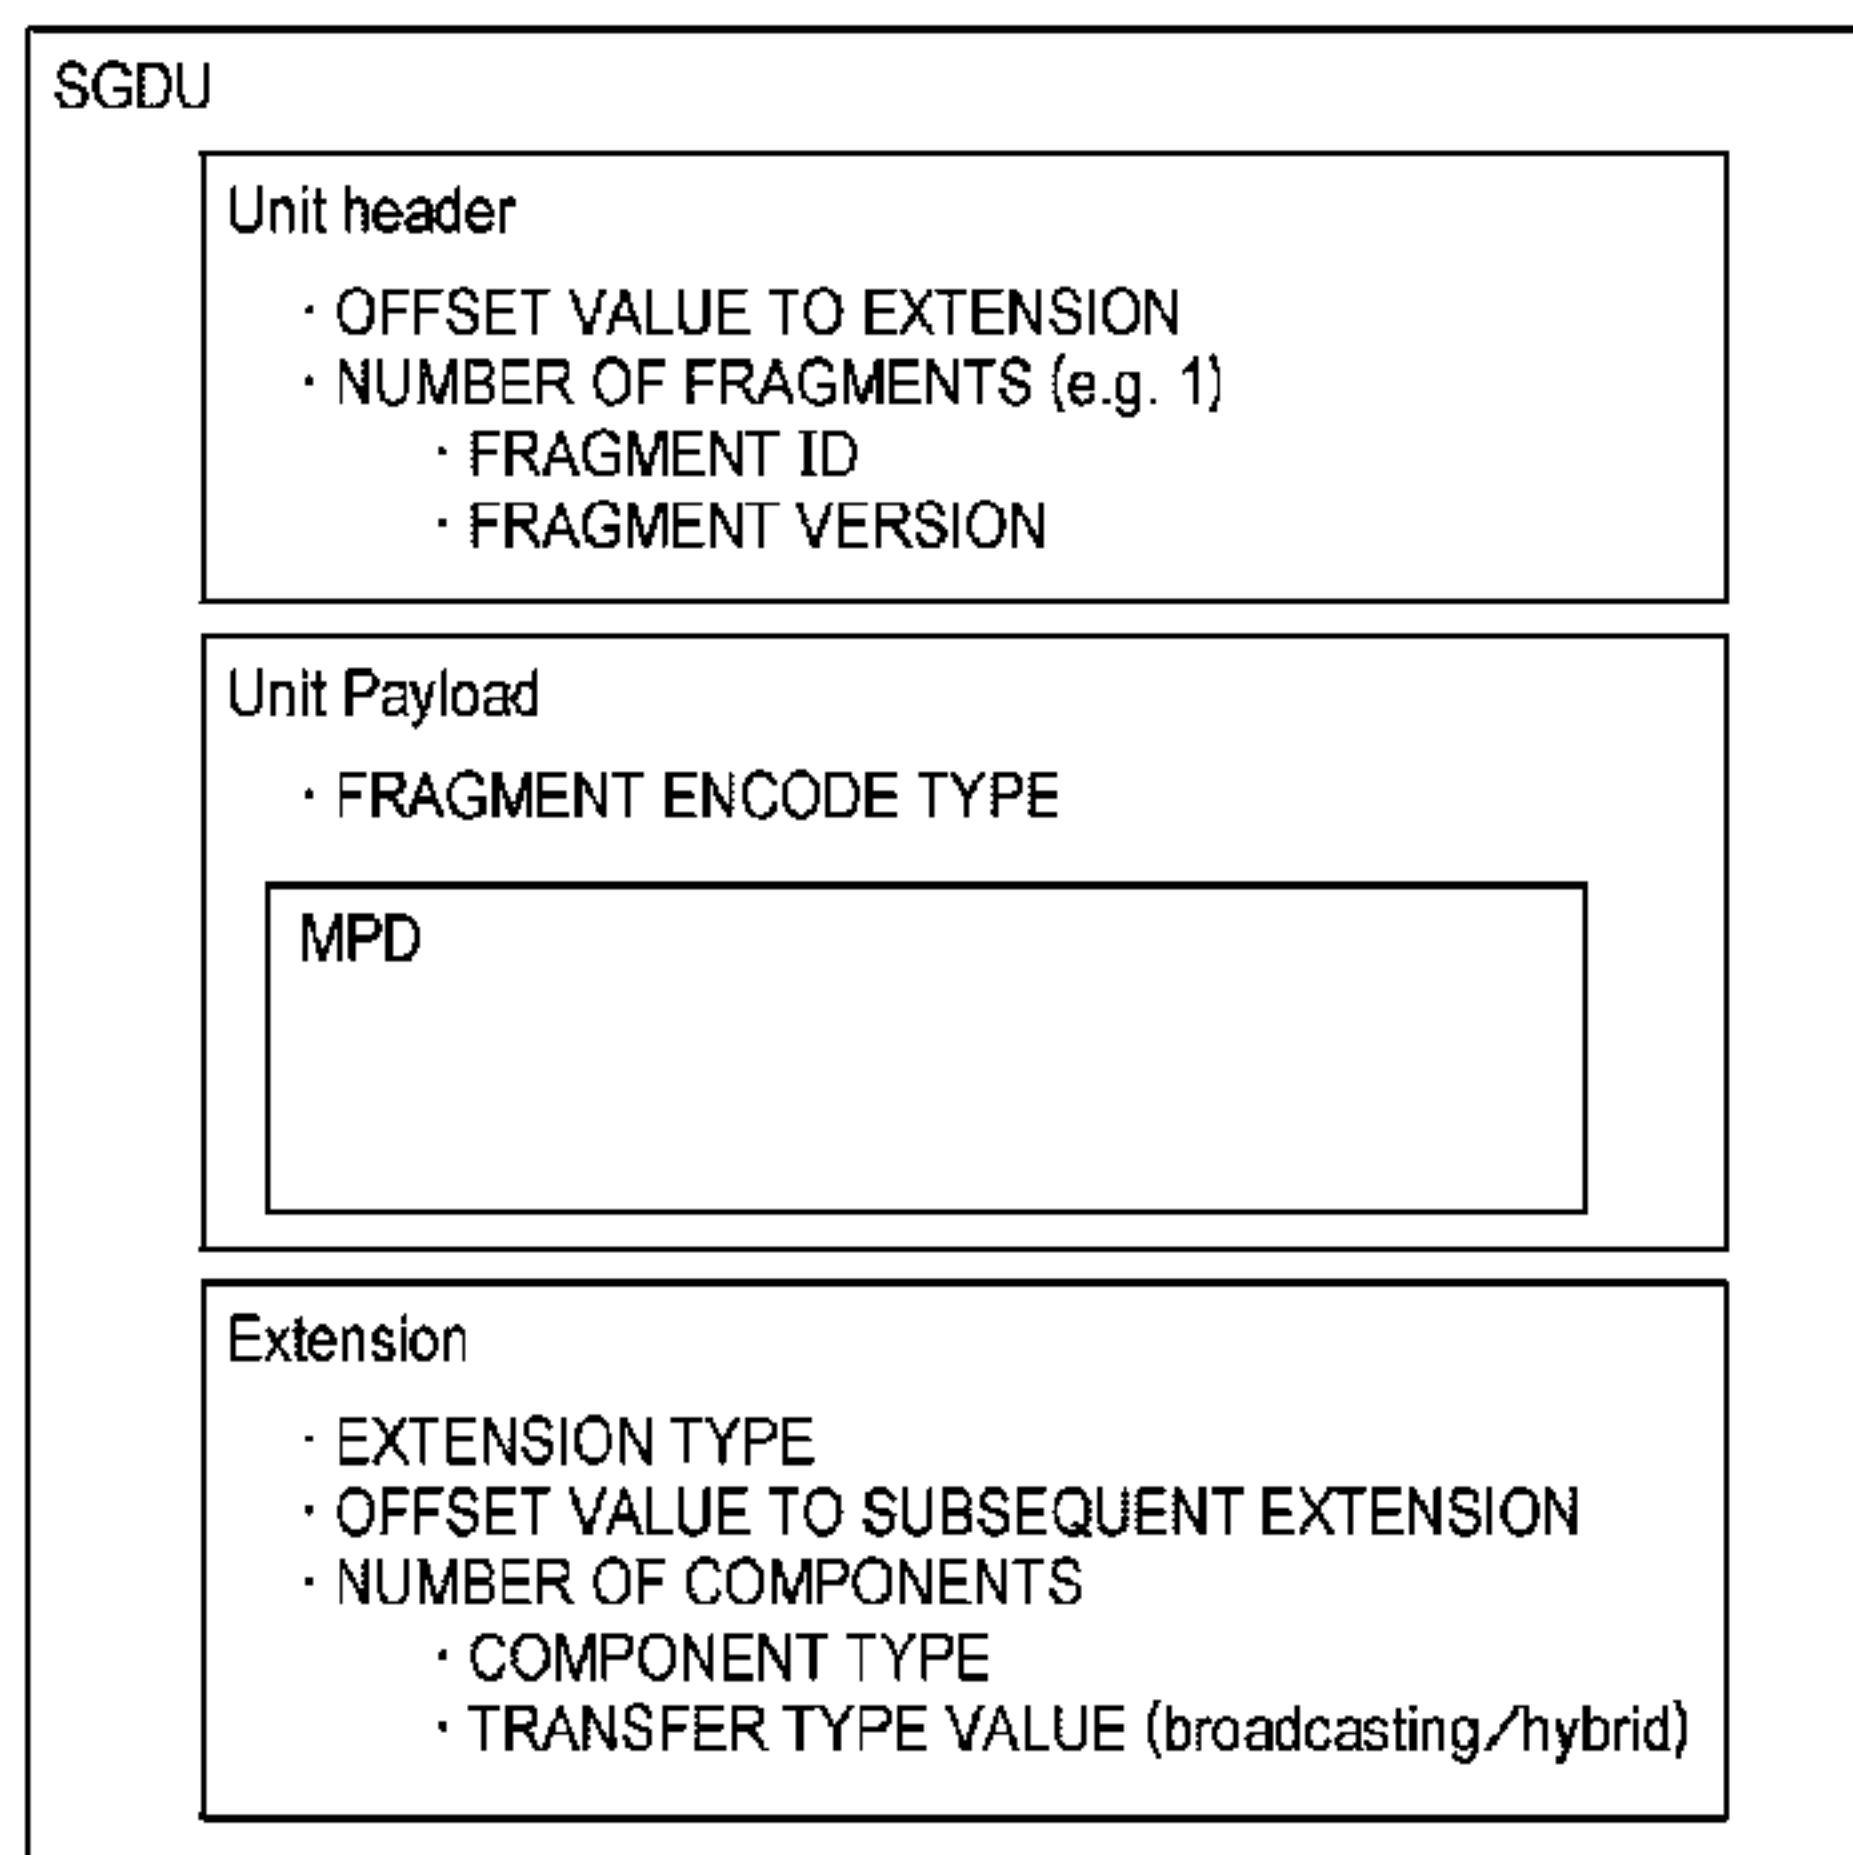 SGDU
Unit header
· OFFSET VALUE TO EXTENSION
· NUMBER OF FRAGMENTS (e.g. 1)
· FRAGMENT ID
· FRAGMENT VERSION
Unit Payload
· FRAGMENT ENCODE TYPE
MPD
Extension
· EXTENSION TYPE
· OFFSET VALUE TO SUBSEQUENT EXTENSION
· NUMBER OF COMPONENTS
· COMPONENT TYPE
· TRANSFER TYPE VALUE (broadcasting/hybrid)